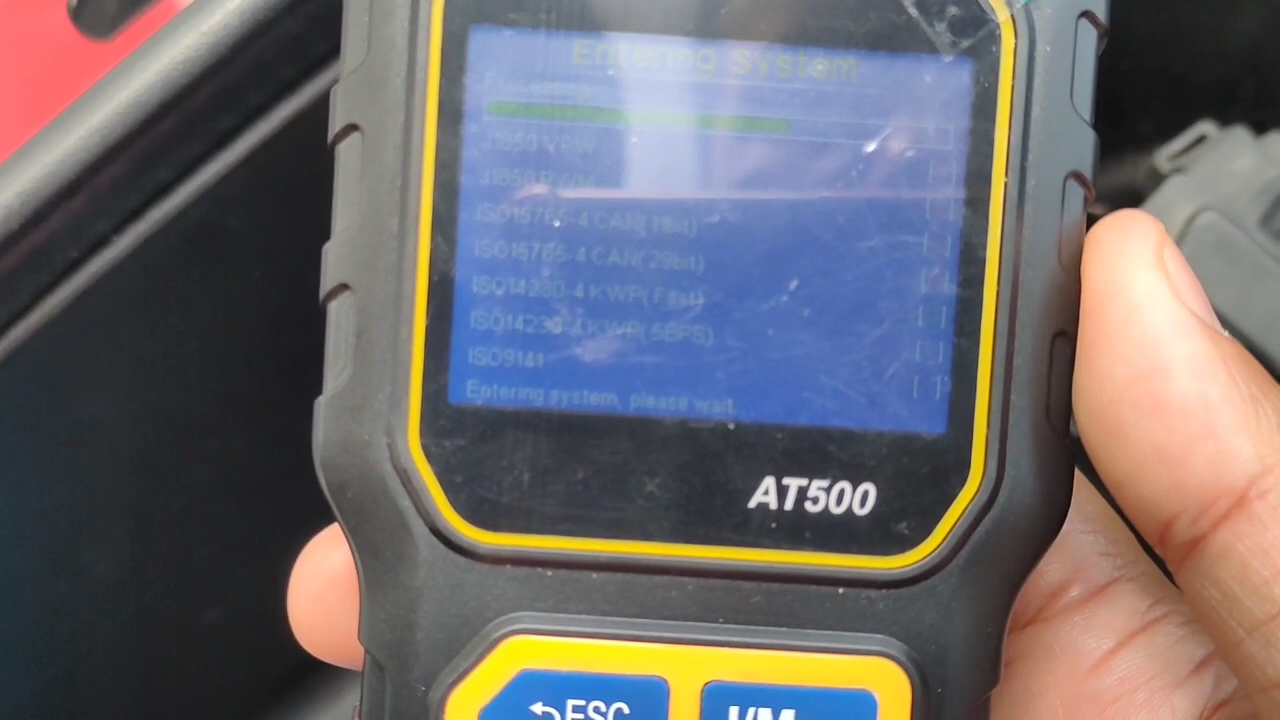 Entering System
J1850 VPW
J1850 PWM
ISO15765-4 CAN(11bit)
ISO15765-4 CAN(29bit)
ISO14230-4 KWP(Fast)
ISO14230-4 KWP(5BPS)
ISO9141 [ ]
Entering system, please wait...
AT500
ESC
I/M